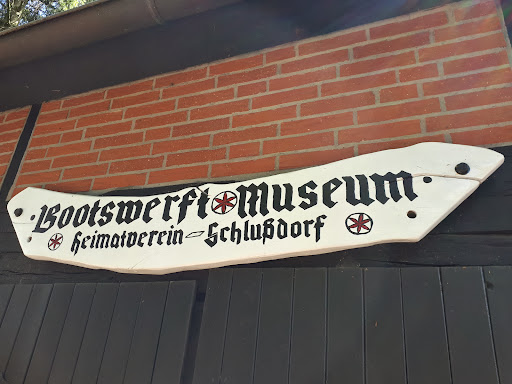 Bootswerft Museum
Heimatverein - Schlußdorf